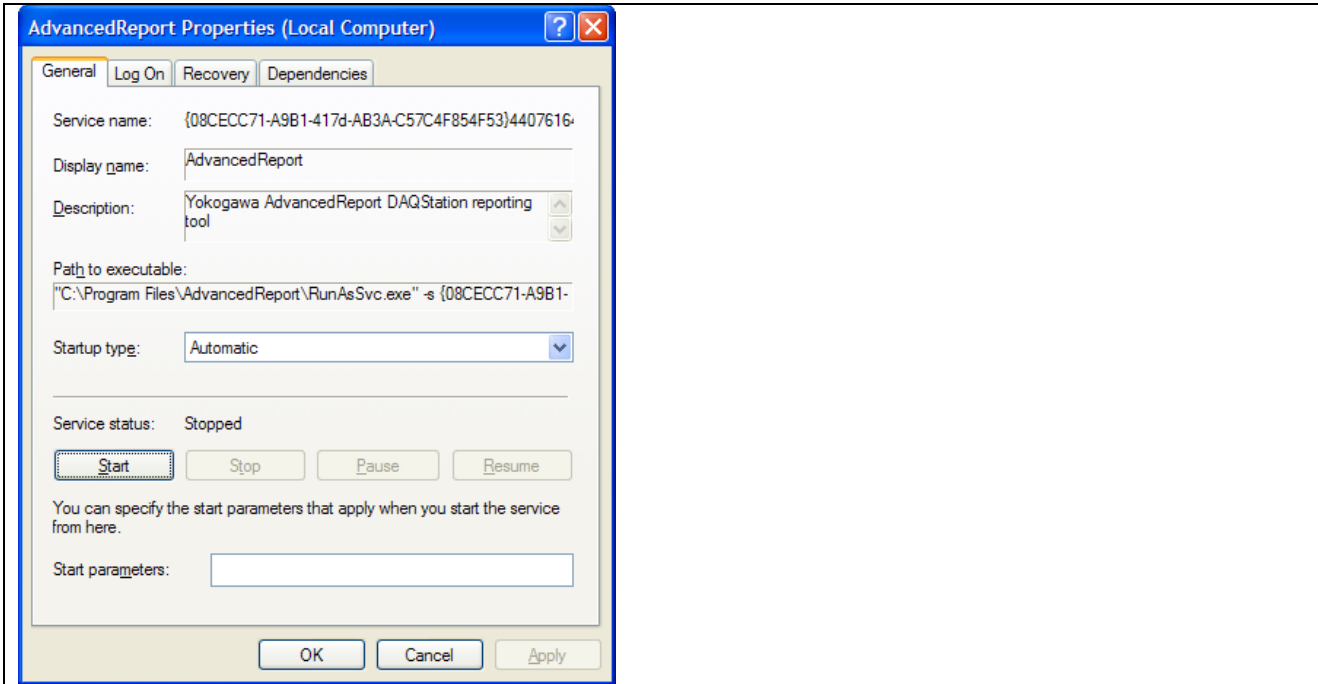 AdvancedReport Properties (Local Computer)
General Log On Recovery Dependencies
Service name: {08CECC71-A9B1-417d-AB3A-C57C4F854F53}44076164
Display name: AdvancedReport
Description: Yokogawa AdvancedReport DAQStation reporting
tool
Path to executable:
"C:\Program Files\AdvancedReport\RunAsSvc.exe" -s {08CECC71-A9B1-
Startup type: Automatic
Service status: Stopped
Start Stop Pause Resume
You can specify the start parameters that apply when you start the service
from here.
Start parameters:
OK Cancel Apply